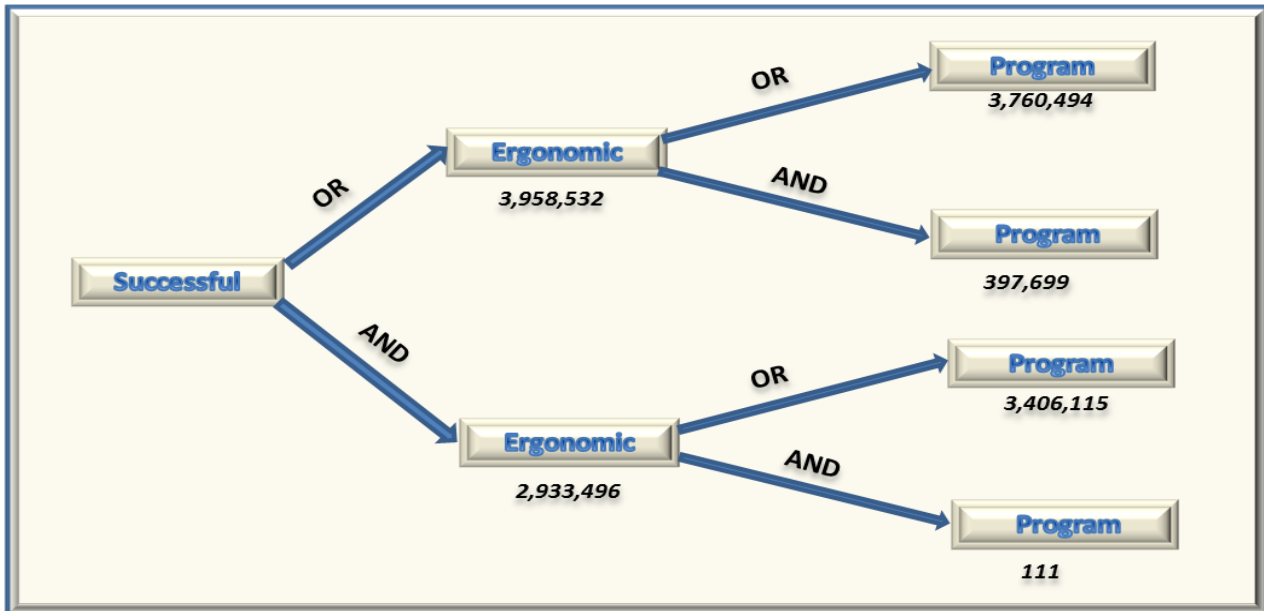 OR
Program
3,760,494
Ergonomic
3,958,532
OR
AND
Program
397,699
Successful
AND
OR
Program
3,406,115
Ergonomic
2,933,496
AND
Program
111